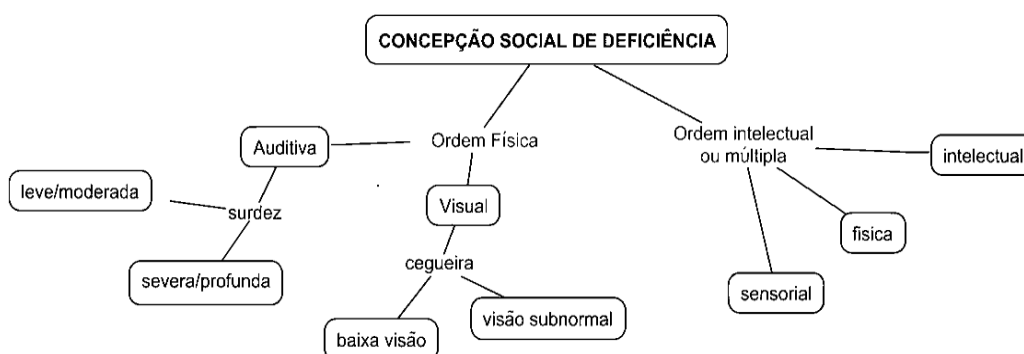 CONCEPÇÃO SOCIAL DE DEFICIÊNCIA
Ordem Física
Auditiva
surdez
leve/moderada
severa/profunda
Visual
cegueira
baixa visão
visão subnormal
Ordem intelectual
ou múltipla
intelectual
fisica
sensorial